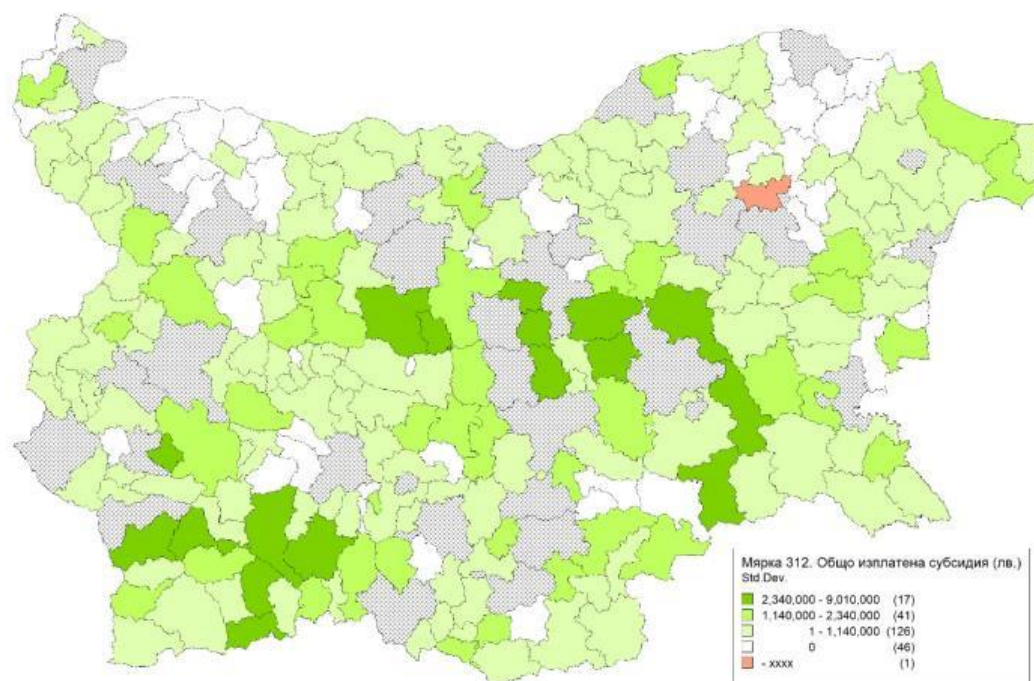 Мярка 312. Общо изплатена субсидия (лв.)
Std.Dev.
2,340,000 - 9,010,000 (17)
1,140,000 - 2,340,000 (41)
1 - 1,140,000 (126)
0 (46)
- xxxx (1)